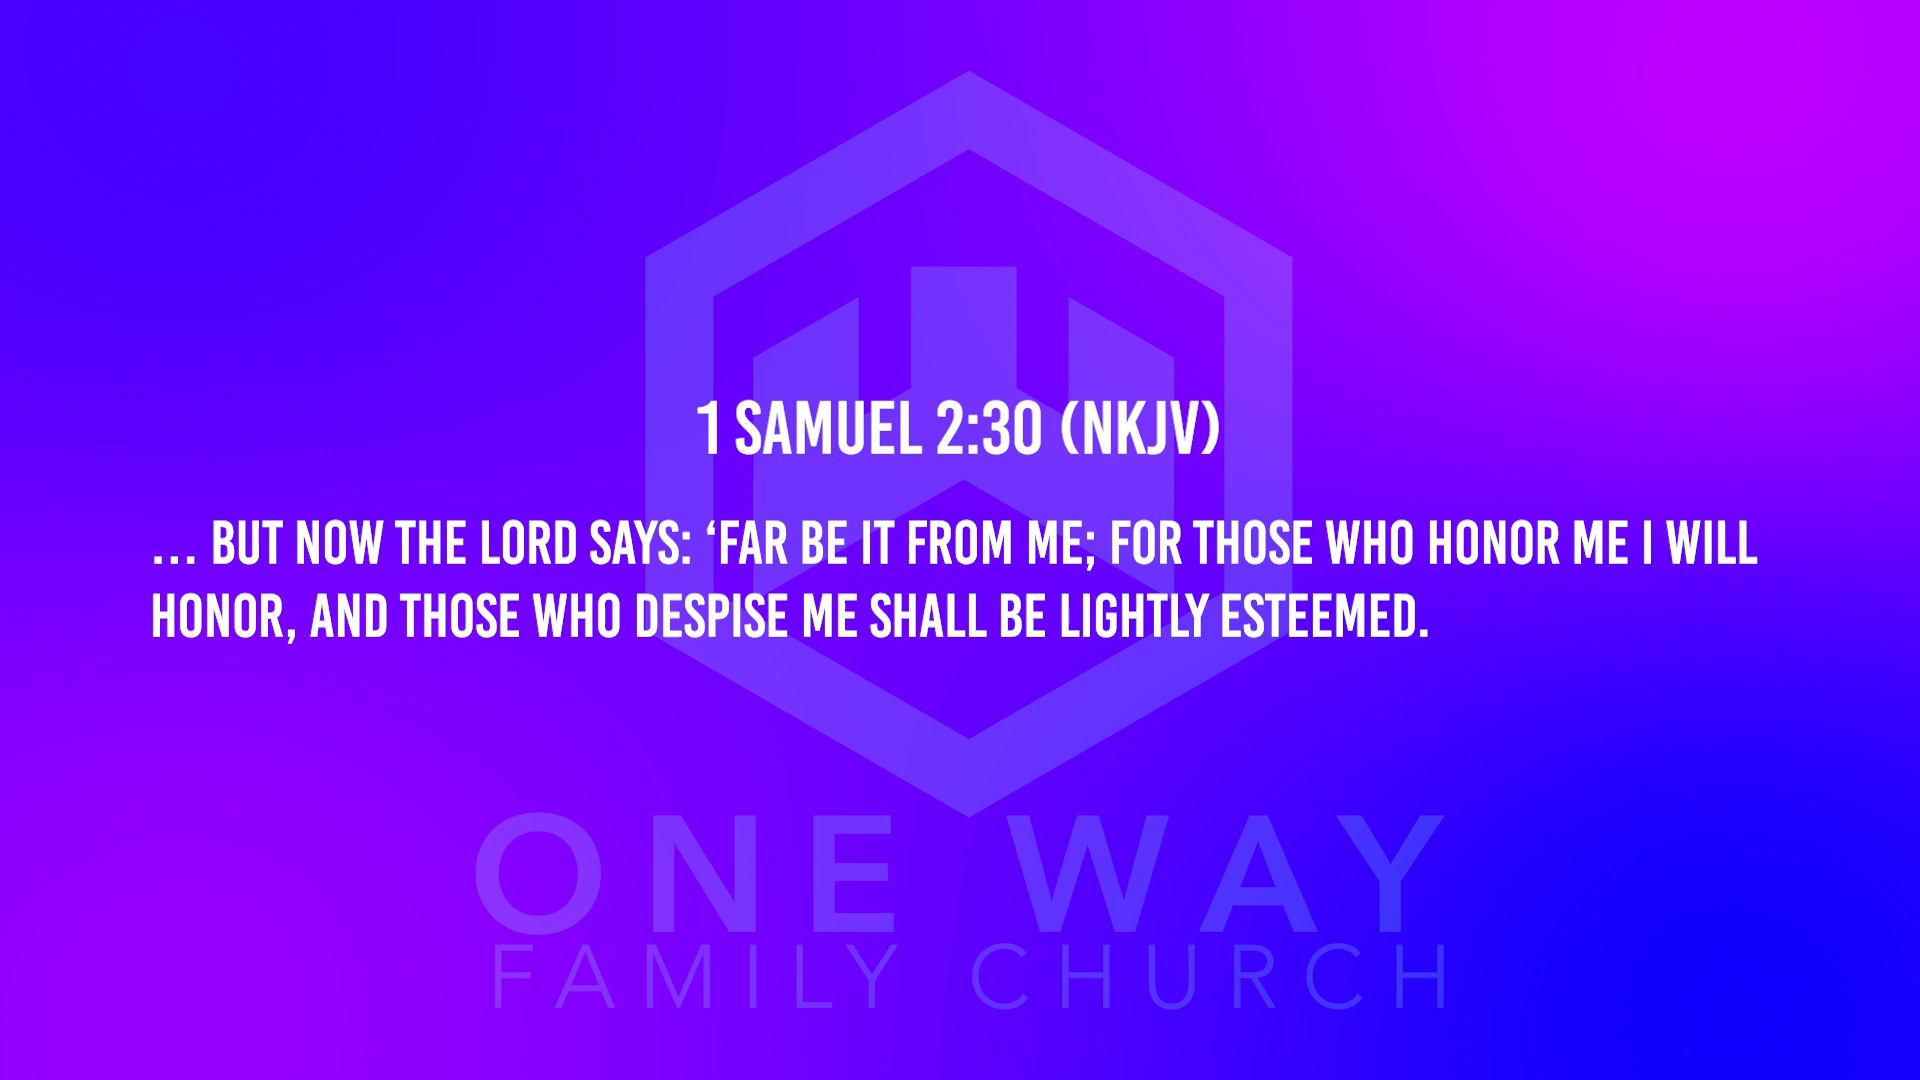 1 SAMUEL 2:30 (NKJV)
... BUT NOW THE LORD SAYS: ‘FAR BE IT FROM ME; FOR THOSE WHO HONOR ME I WILL
HONOR, AND THOSE WHO DESPISE ME SHALL BE LIGHTLY ESTEEMED.
ONE WAY
FAMILY CHURCH